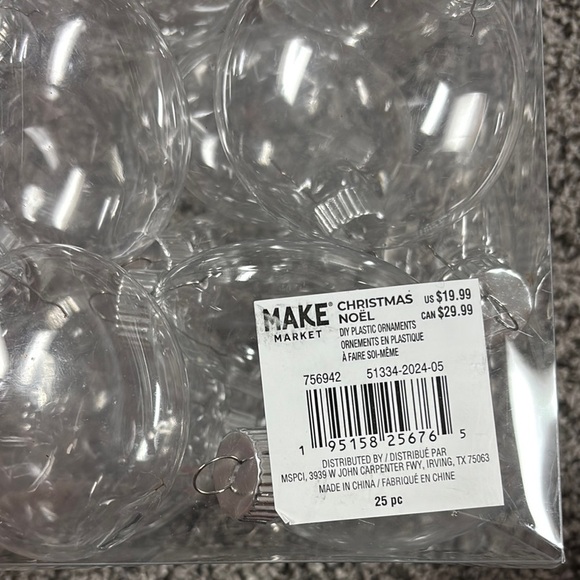 MAKE® CHRISTMAS US $19.99
MARKET NOËL CAN $29.99
DIY PLASTIC ORNAMENTS
ORNEMENTS EN PLASTIQUE
À FAIRE SOI-MÊME
756942 51334-2024-05
1 95158 25676 5
DISTRIBUTED BY / DISTRIBUÉ PAR
MSPCI, 3939 W JOHN CARPENTER FWY, IRVING, TX 75063
MADE IN CHINA / FABRIQUÉ EN CHINE
25 pc